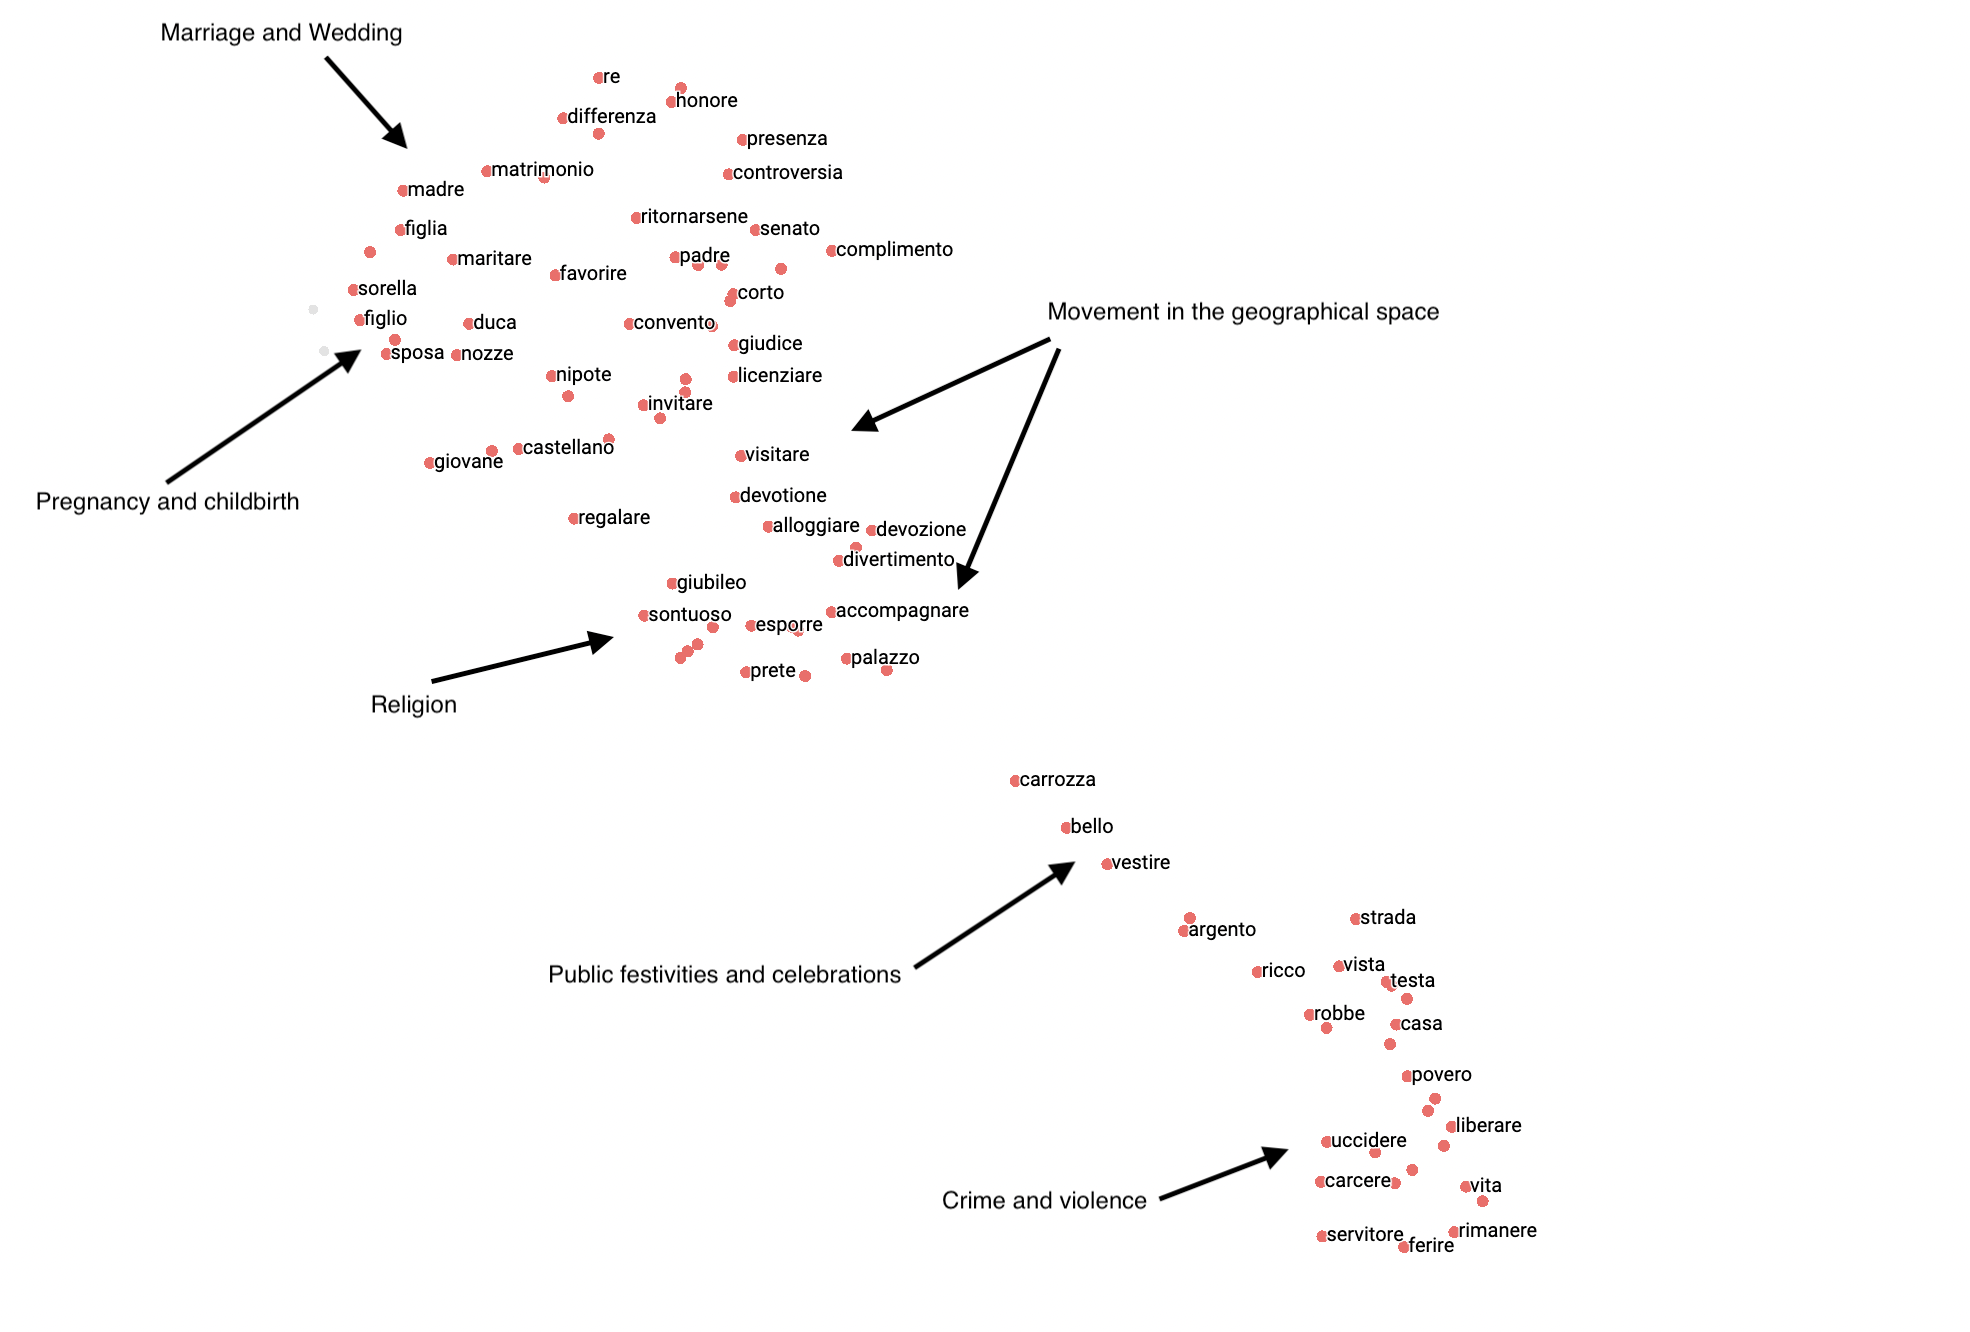 Marriage and Wedding
re
honore
differenza
presenza
matrimonio
controversia
madre
ritornarsene
figlia
senato
complimento
maritare
padre
favorire
sorella
corto
Movement in the geographical space
figlio
duca
convento
giudice
sposa
nozze
nipote
licenziare
invitare
castellano
visitare
giovane
devotione
Pregnancy and childbirth
regalare
alloggiare
devozione
divertimento
giubileo
accompagnare
sontuoso
esporre
palazzo
prete
Religion
carrozza
bello
vestire
strada
argento
vista
ricco
Public festivities and celebrations
testa
robbe
casa
povero
liberare
uccidere
carcere
vita
Crime and violence
rimanere
servitore
ferire